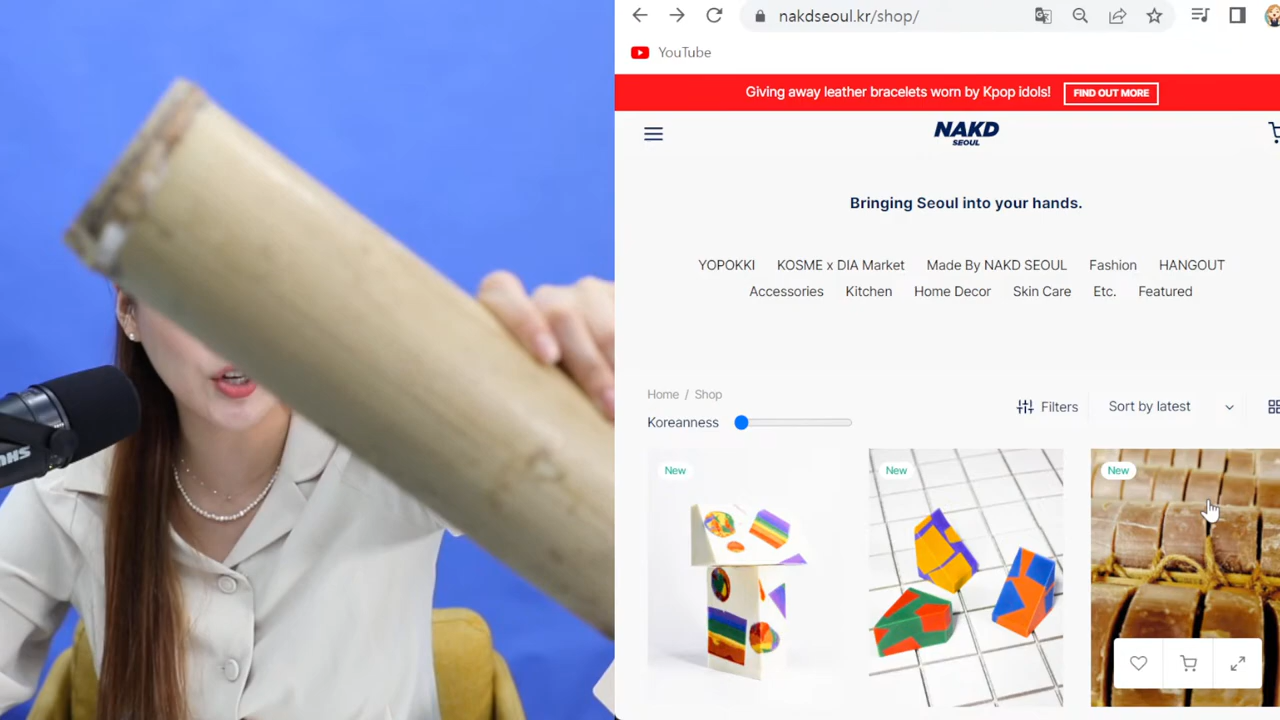 nakdseoul.kr/shop/
YouTube
Giving away leather bracelets worn by Kpop idols! FIND OUT MORE
NAKD
SEOUL
Bringing Seoul into your hands.
YOPOKKI KOSME x DIA Market Made By NAKD SEOUL Fashion HANGOUT
Accessories Kitchen Home Decor Skin Care Etc. Featured
Home / Shop
Filters Sort by latest
Koreanness
New New New
SHU